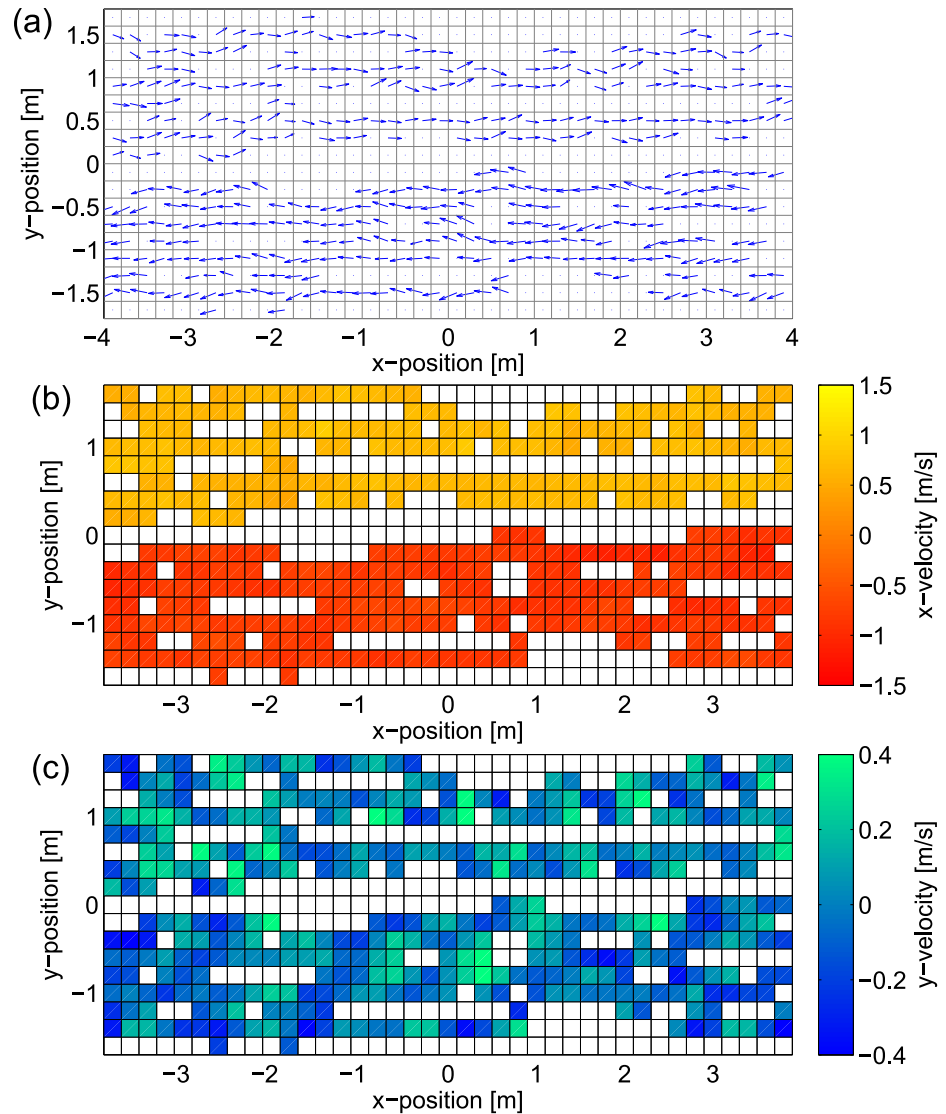 (a)
1.5
1
0.5
0
−0.5
−1
−1.5
y−position [m]
−4 −3 −2 −1 0 1 2 3 4
x−position [m]
(b)
1
0
−1
y−position [m]
−3 −2 −1 0 1 2 3
x−position [m]
1.5
1
0.5
0
−0.5
−1
−1.5
x−velocity [m/s]
(c)
1
0
−1
y−position [m]
−3 −2 −1 0 1 2 3
x−position [m]
0.4
0.2
0
−0.2
−0.4
y−velocity [m/s]